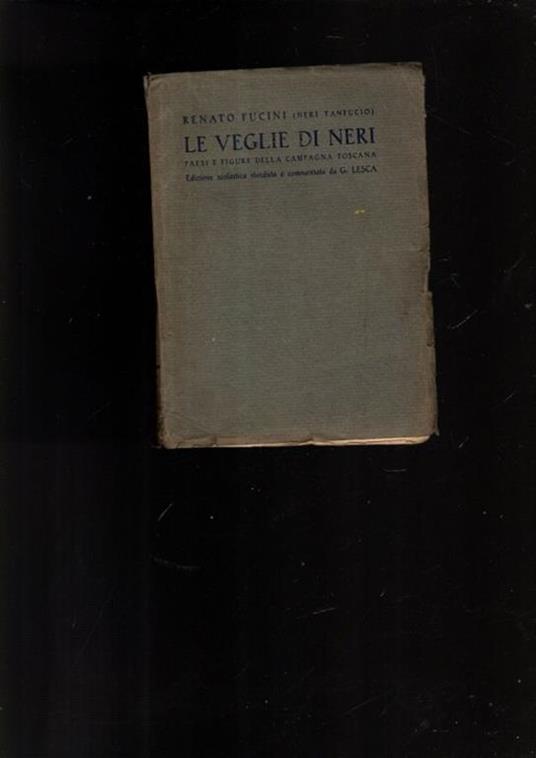 RENATO FUCINI (NERI TANFUCIO)
LE VEGLIE DI NERI
PAESI E FIGURE DELLA CAMPAGNA TOSCANA
Edizione scolastica riveduta e commentata da G. LESCA